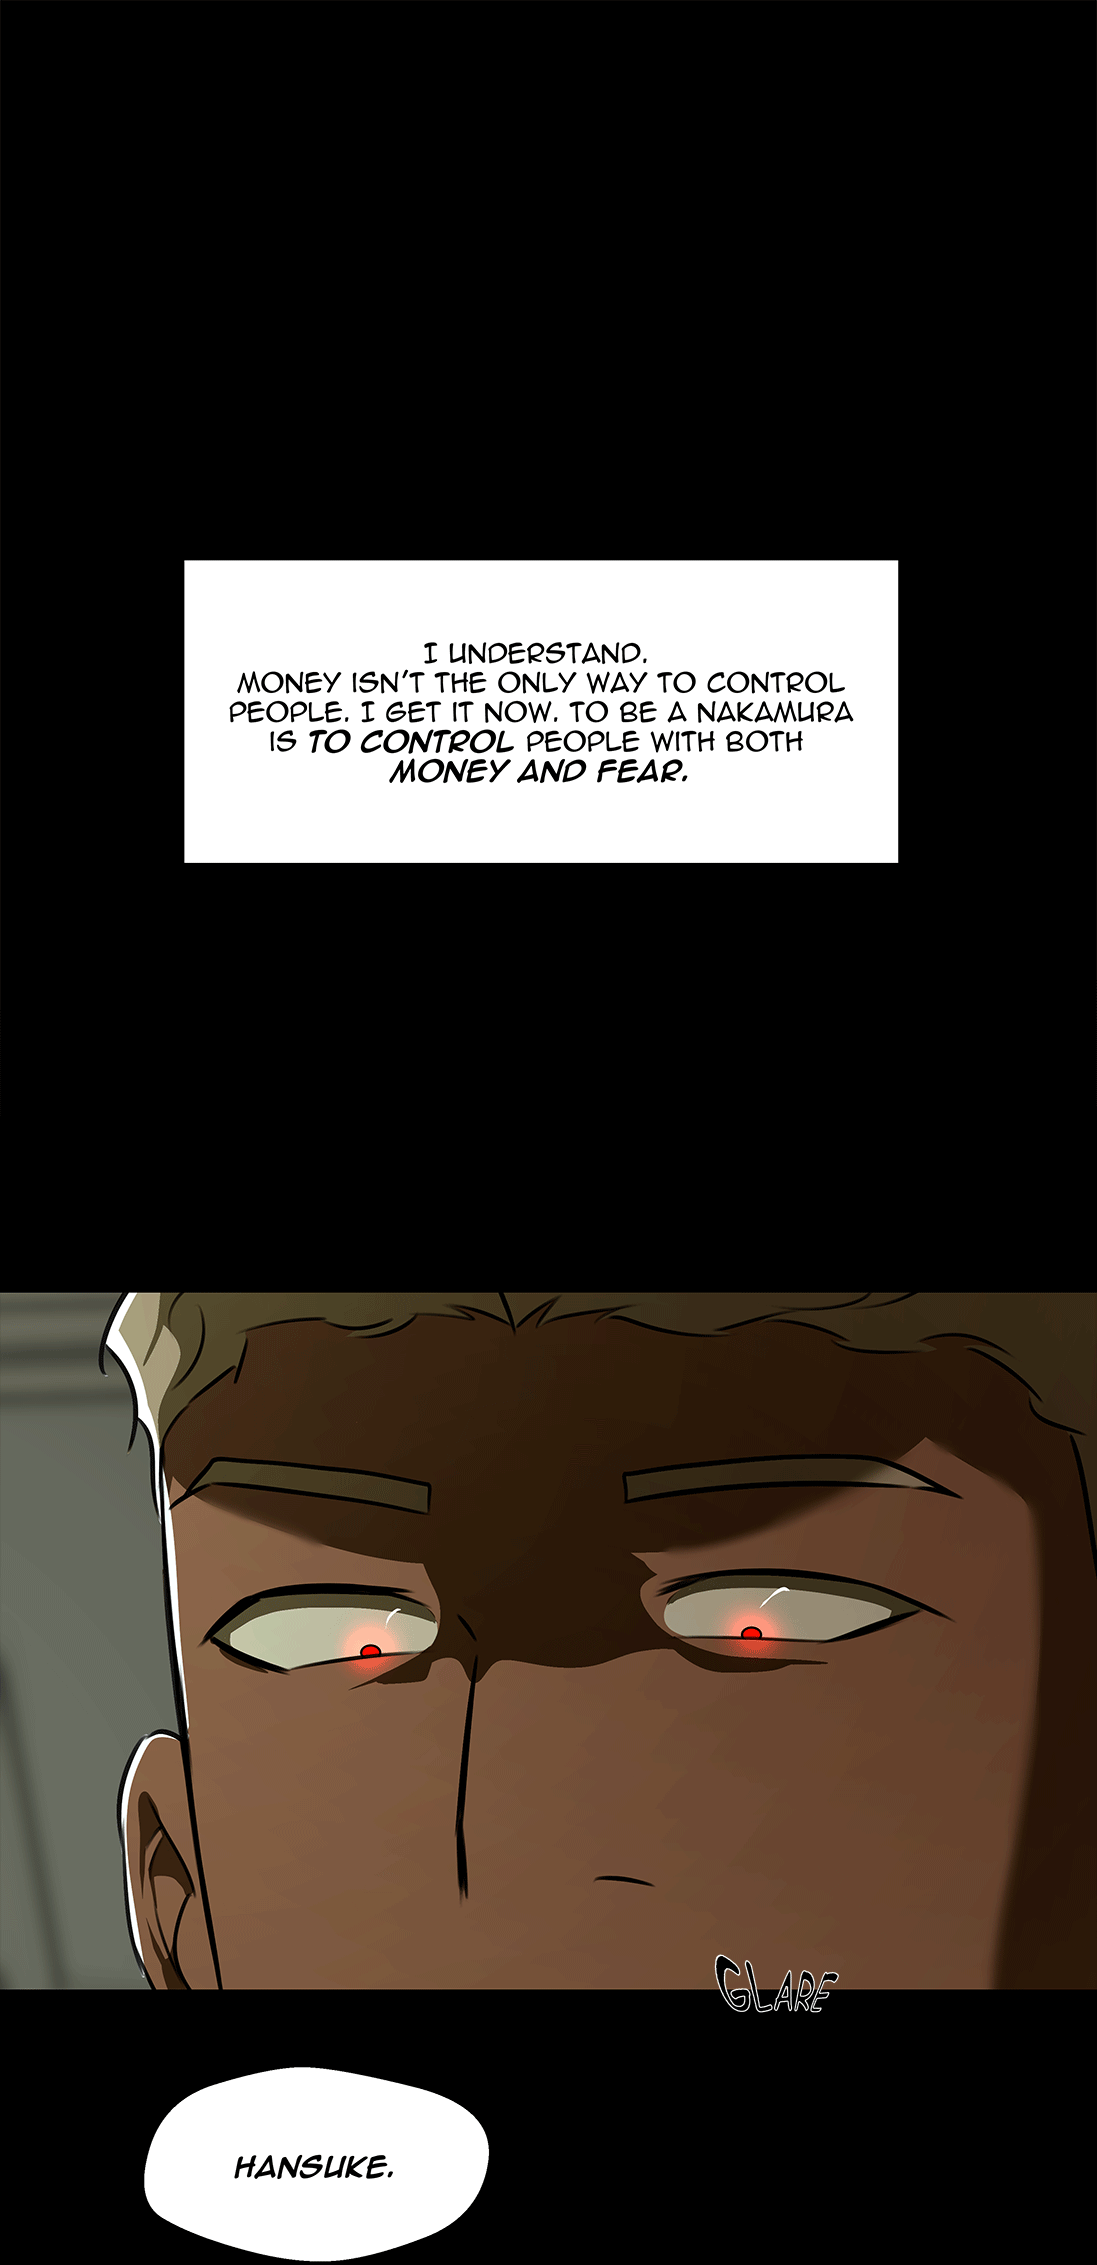 I UNDERSTAND.
MONEY ISN'T THE ONLY WAY TO CONTROL
PEOPLE. I GET IT NOW. TO BE A NAKAMURA
IS TO CONTROL PEOPLE WITH BOTH
MONEY AND FEAR.
GLARE
HANSUKE.